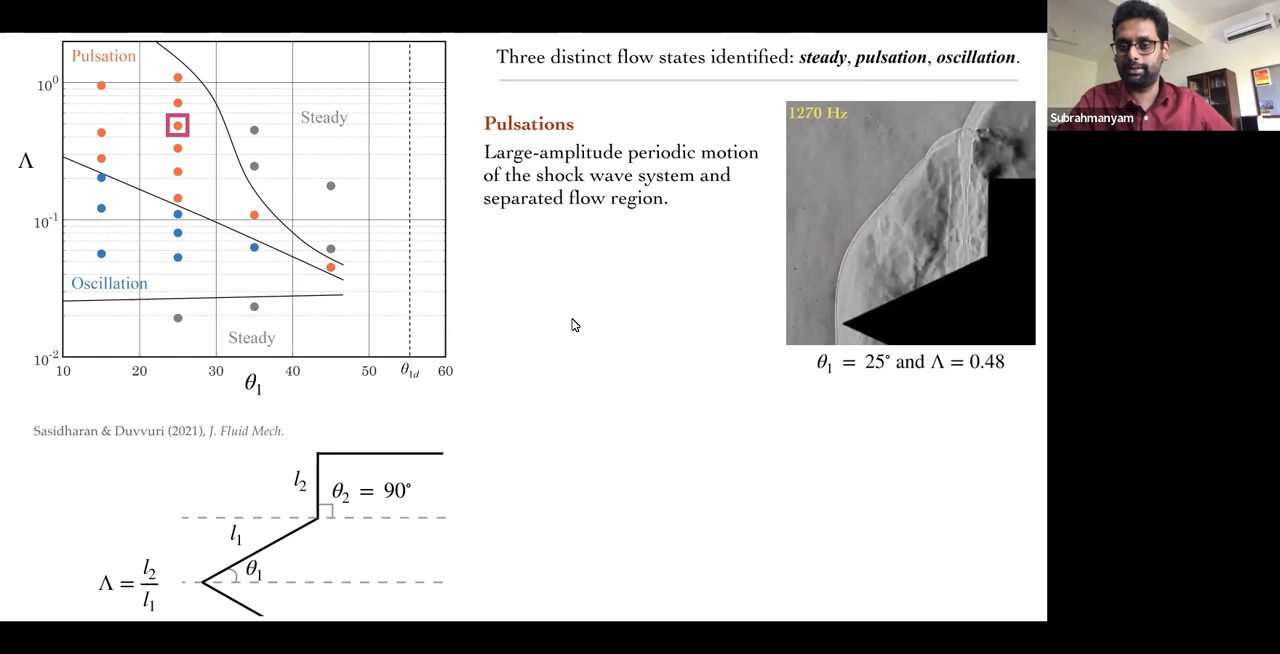 Three distinct flow states identified: steady, pulsation, oscillation.
Pulsation
10⁰
Steady
Λ
10⁻¹
Oscillation
Steady
10⁻²
10 20 30 40 50 θ₁d 60
θ₁
Sasidharan & Duvvuri (2021), J. Fluid Mech.
l₂
θ₂ = 90°
l₁
θ₁
Λ = l₂/l₁
Pulsations
Large-amplitude periodic motion
of the shock wave system and
separated flow region.
1270 Hz
θ₁ = 25° and Λ = 0.48
Subrahmanyam